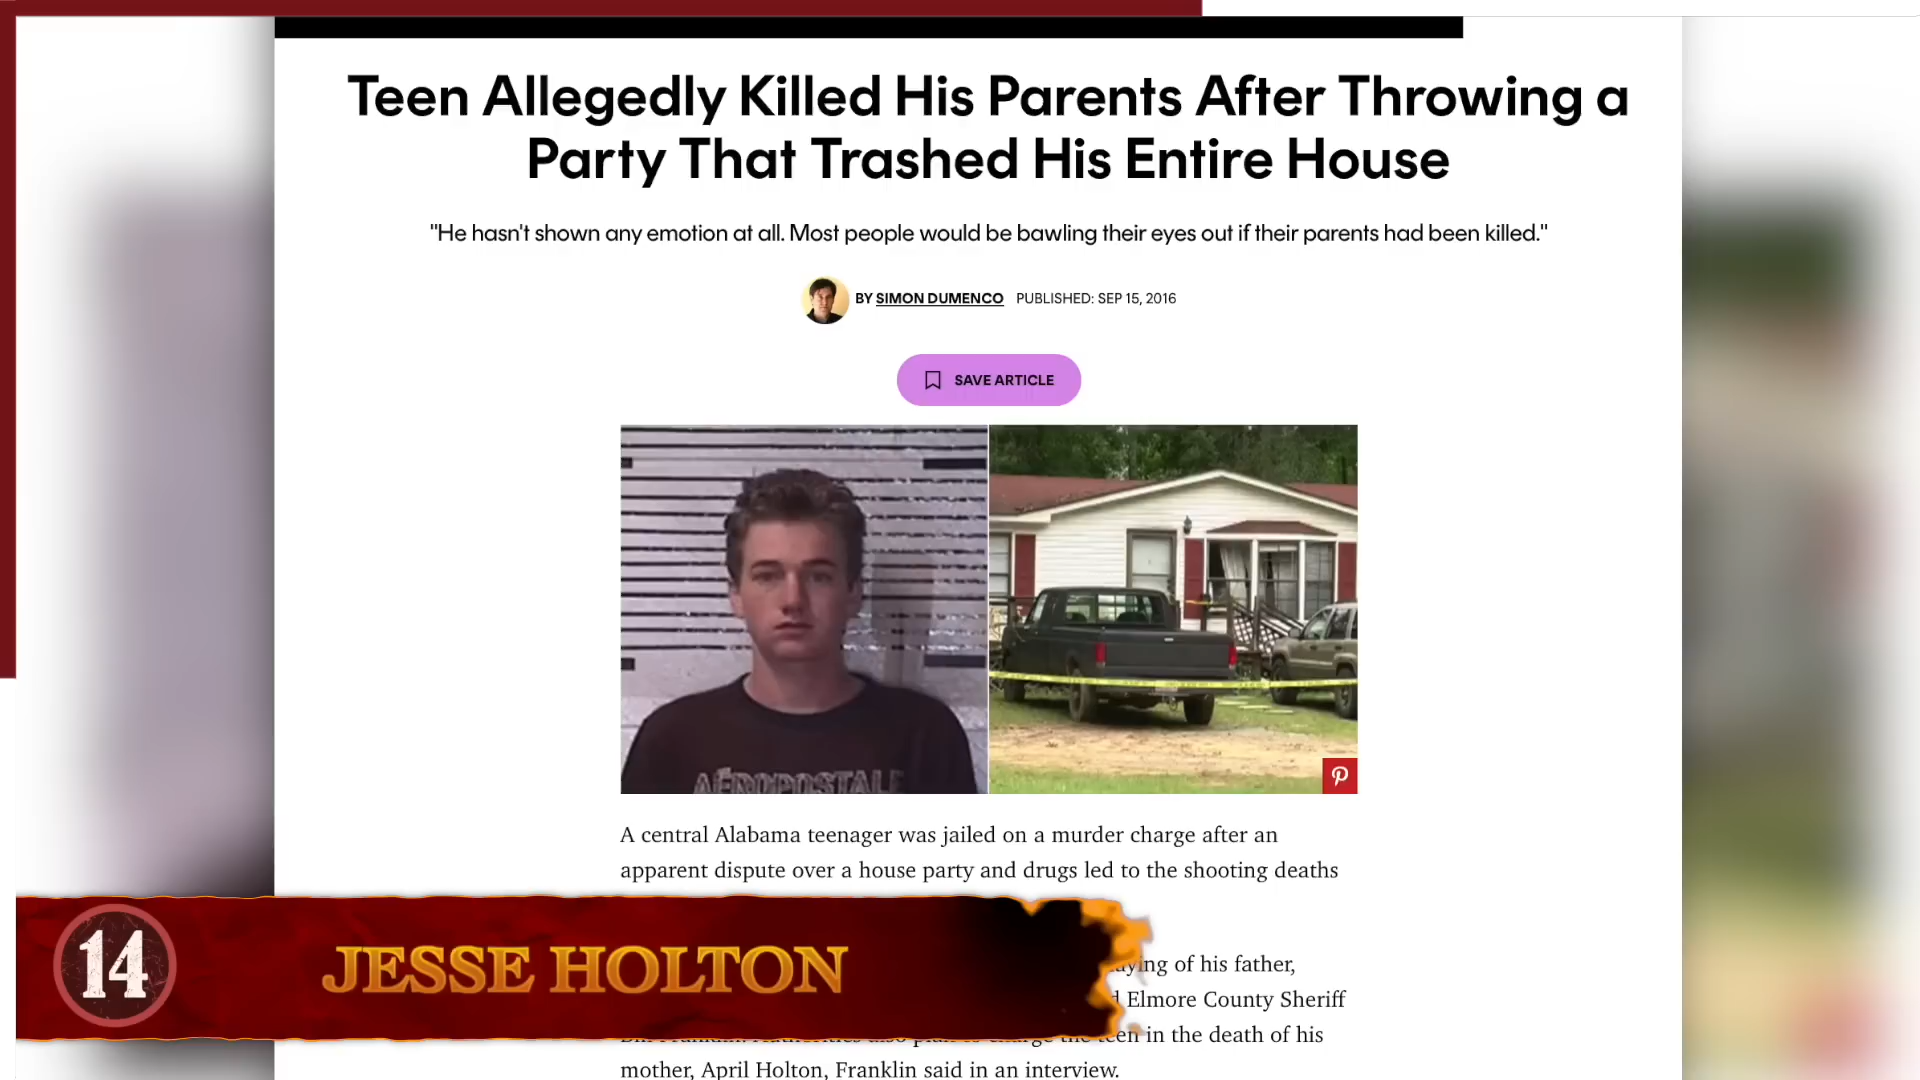 Teen Allegedly Killed His Parents After Throwing a
Party That Trashed His Entire House
"He hasn't shown any emotion at all. Most people would be bawling their eyes out if their parents had been killed."
BY SIMON DUMENCO PUBLISHED: SEP 15, 2016
SAVE ARTICLE
AÉROPOSTALE
A central Alabama teenager was jailed on a murder charge after an
apparent dispute over a house party and drugs led to the shooting deaths
of his father,
Elmore County Sheriff
in the death of his
mother, April Holton, Franklin said in an interview.
14
JESSE HOLTON